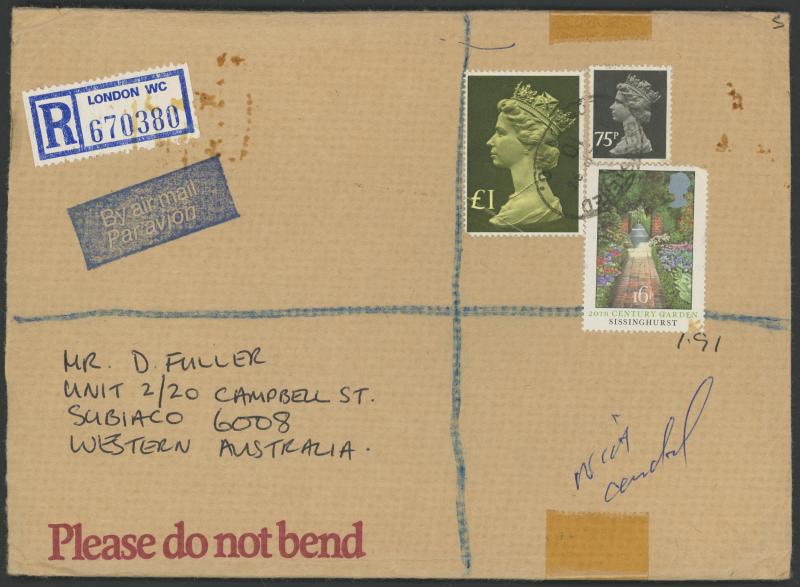 S
LONDON WC
R 670380
By air mail
Par avion
£1
75P
16
20TH CENTURY GARDEN
SISSINGHURST
1.91
MR. D. FULLER
UNIT 2/20 CAMPBELL ST.
SUBIACO 6008
WESTERN AUSTRALIA.
Please do not bend